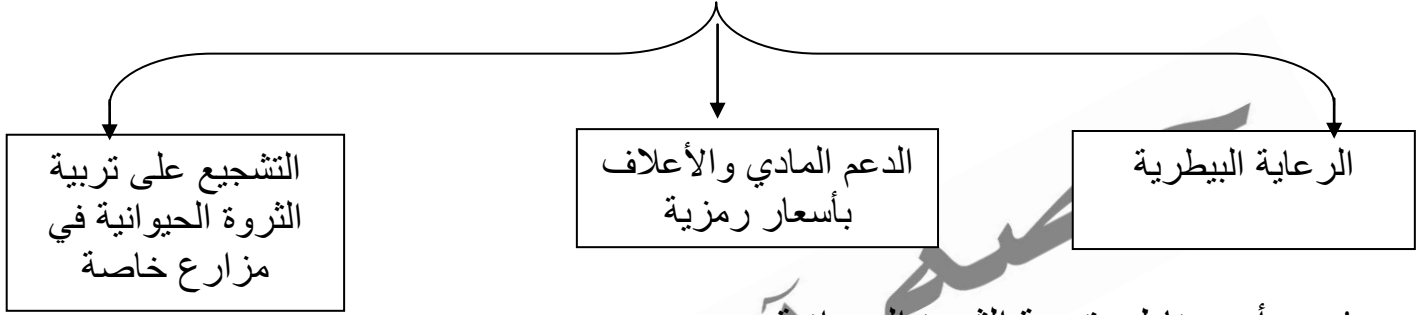 الرعاية البيطرية
الدعم المادي والأعلاف
بأسعار رمزية
التشجيع على تربية
الثروة الحيوانية في
مزارع خاصة